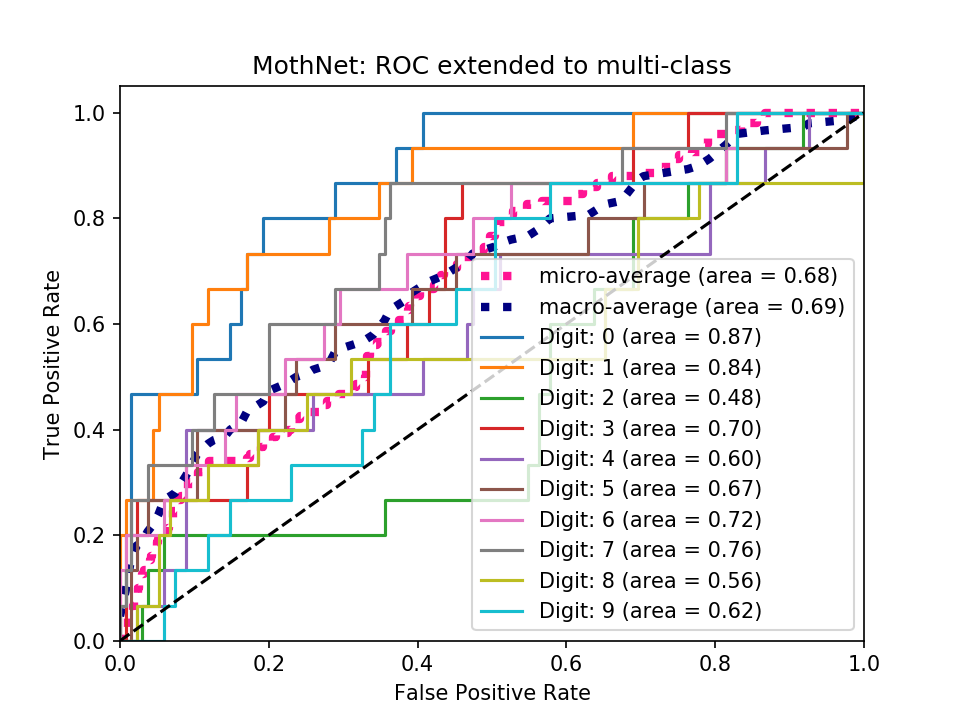 MothNet: ROC extended to multi-class
True Positive Rate
1.0
0.8
0.6
0.4
0.2
0.0
micro-average (area = 0.68)
macro-average (area = 0.69)
Digit: 0 (area = 0.87)
Digit: 1 (area = 0.84)
Digit: 2 (area = 0.48)
Digit: 3 (area = 0.70)
Digit: 4 (area = 0.60)
Digit: 5 (area = 0.67)
Digit: 6 (area = 0.72)
Digit: 7 (area = 0.76)
Digit: 8 (area = 0.56)
Digit: 9 (area = 0.62)
0.0 0.2 0.4 0.6 0.8 1.0
False Positive Rate